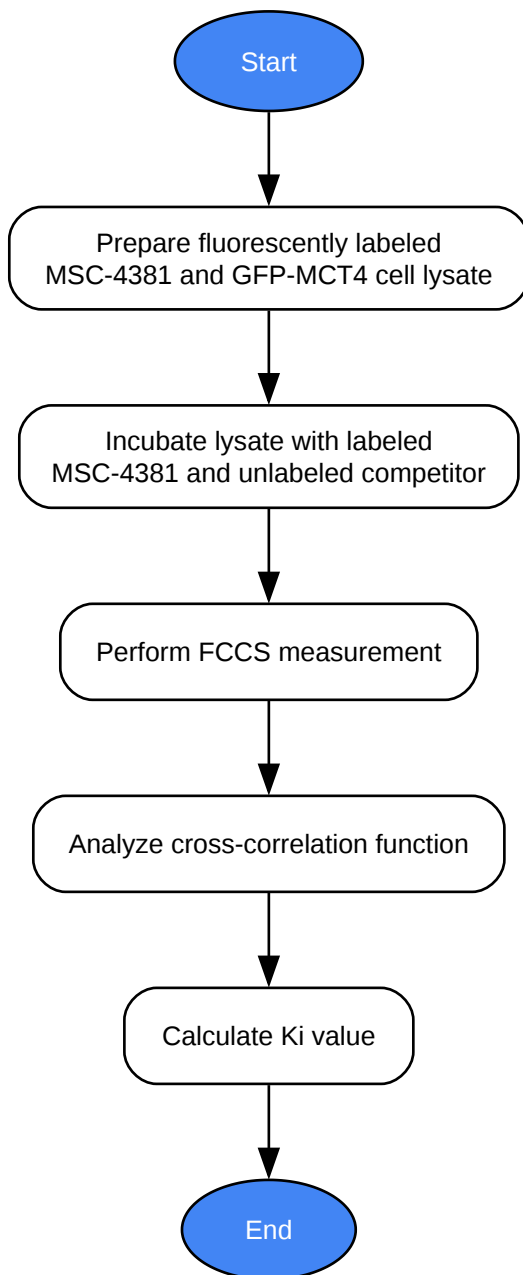 Start
Prepare fluorescently labeled
MSC-4381 and GFP-MCT4 cell lysate
Incubate lysate with labeled
MSC-4381 and unlabeled competitor
Perform FCCS measurement
Analyze cross-correlation function
Calculate Ki value
End